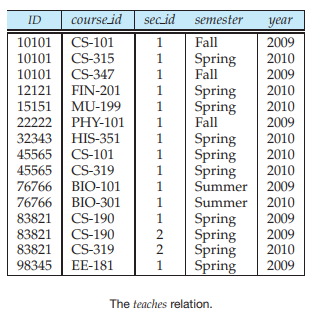 ID course_id sec_id semester year
10101 CS-101 1 Fall 2009
10101 CS-315 1 Spring 2010
10101 CS-347 1 Fall 2009
12121 FIN-201 1 Spring 2010
15151 MU-199 1 Spring 2010
22222 PHY-101 1 Fall 2009
32343 HIS-351 1 Spring 2010
45565 CS-101 1 Spring 2010
45565 CS-319 1 Spring 2010
76766 BIO-101 1 Summer 2009
76766 BIO-301 1 Summer 2010
83821 CS-190 1 Spring 2009
83821 CS-190 2 Spring 2009
83821 CS-319 2 Spring 2010
98345 EE-181 1 Spring 2009
The teaches relation.